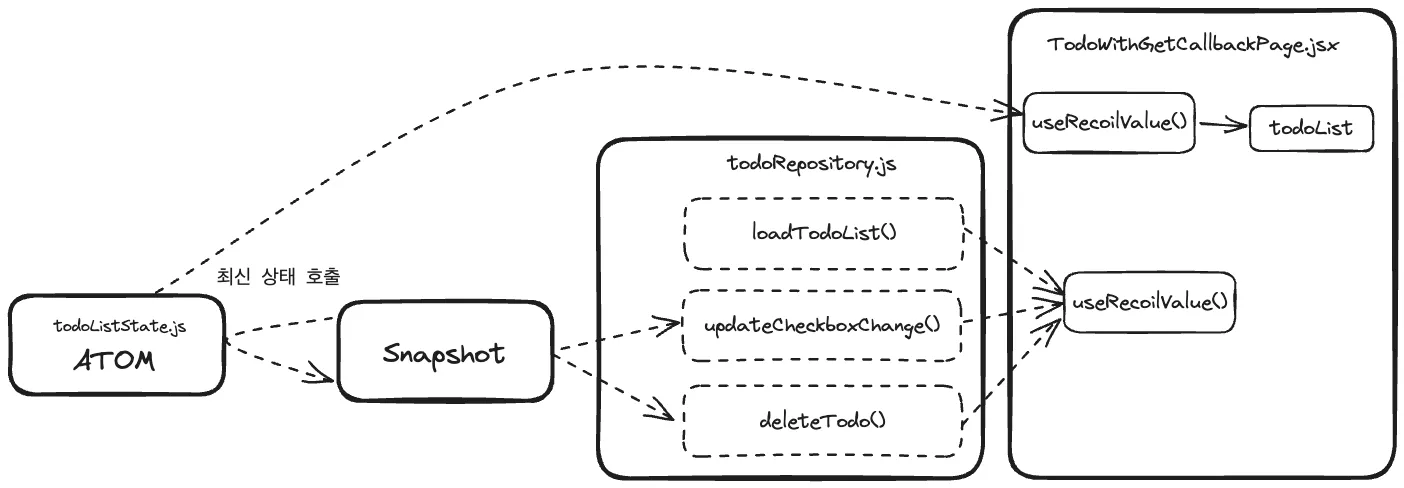 TodoWithGetCallbackPage.jsx
useRecoilValue()
todoList
todoRepository.js
loadTodoList()
최신 상태 호출
useRecoilValue()
todoListState.js
ATOM
Snapshot
updateCheckboxChange()
deleteTodo()